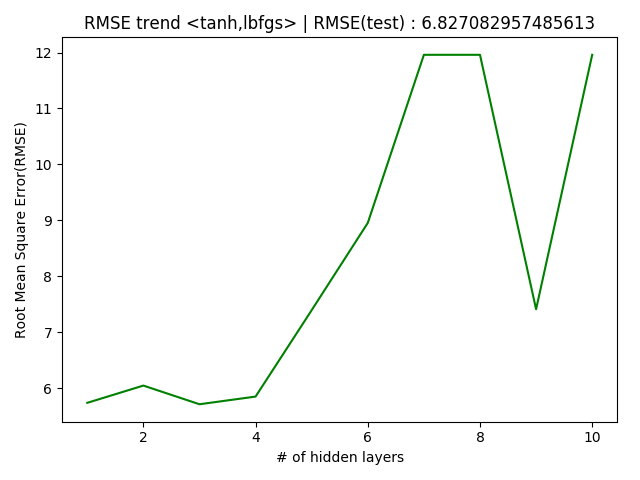 RMSE trend <tanh,lbfgs> | RMSE(test) : 6.827082957485613
12
11
10
9
8
7
6
Root Mean Square Error(RMSE)
2 4 6 8 10
# of hidden layers